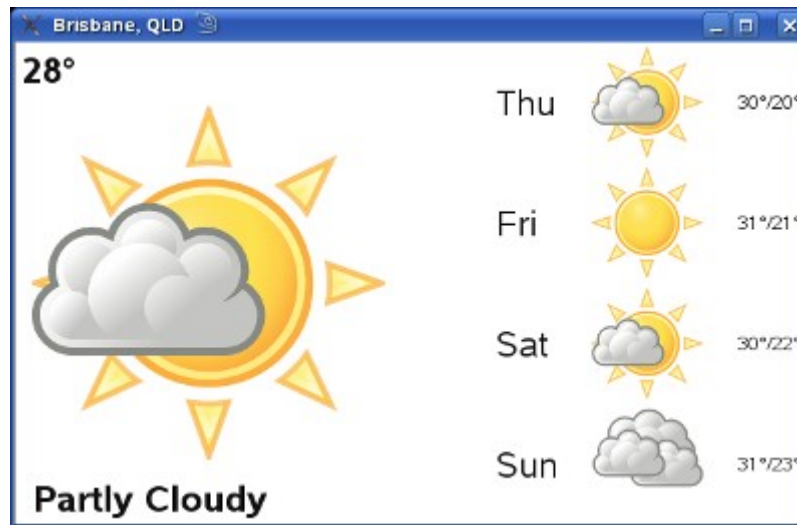 Brisbane, QLD
28°
Thu 30°/20°
Fri 31°/21°
Sat 30°/22°
Sun 31°/23°
Partly Cloudy